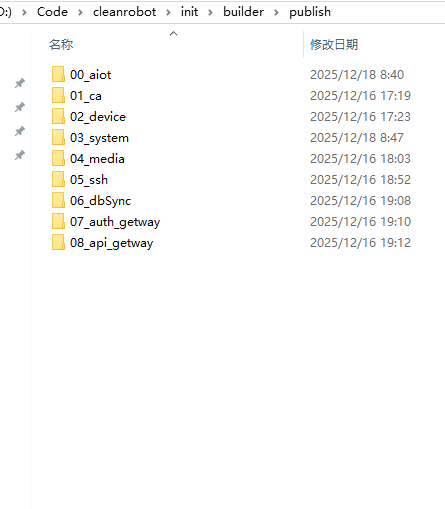 D:) > Code > cleanrobot > init > builder > publish
名称 修改日期
00_aiot 2025/12/18 8:40
01_ca 2025/12/16 17:19
02_device 2025/12/16 17:23
03_system 2025/12/18 8:47
04_media 2025/12/16 18:03
05_ssh 2025/12/16 18:52
06_dbSync 2025/12/16 19:08
07_auth_getway 2025/12/16 19:10
08_api_getway 2025/12/16 19:12